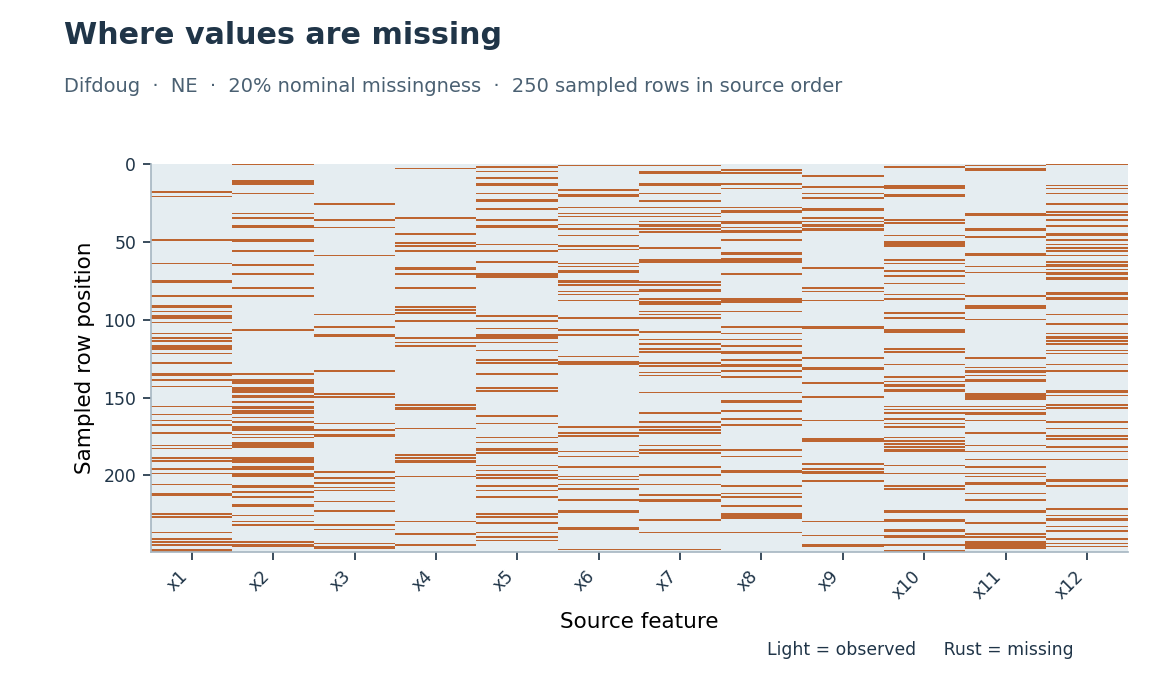 Where values are missing
Difdoug · NE · 20% nominal missingness · 250 sampled rows in source order
0
50
100
150
200
Sampled row position
x1 x2 x3 x4 x5 x6 x7 x8 x9 x10 x11 x12
Source feature
Light = observed Rust = missing